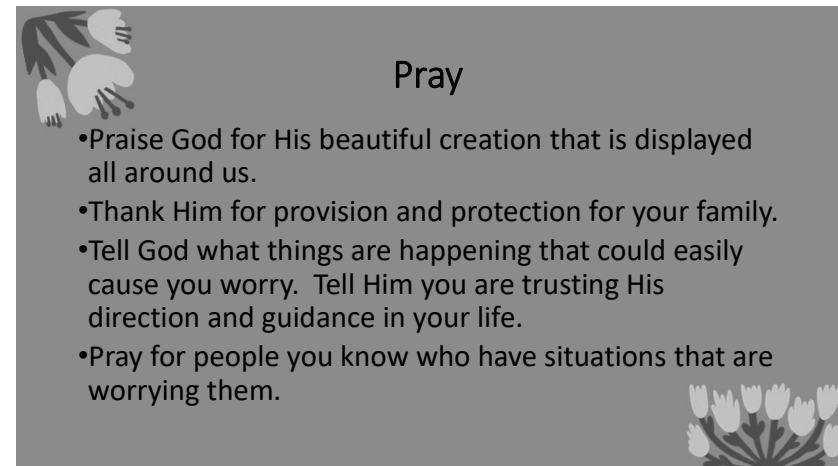 Pray
•Praise God for His beautiful creation that is displayed
all around us.
•Thank Him for provision and protection for your family.
•Tell God what things are happening that could easily
cause you worry.  Tell Him you are trusting His
direction and guidance in your life.
•Pray for people you know who have situations that are
worrying them.